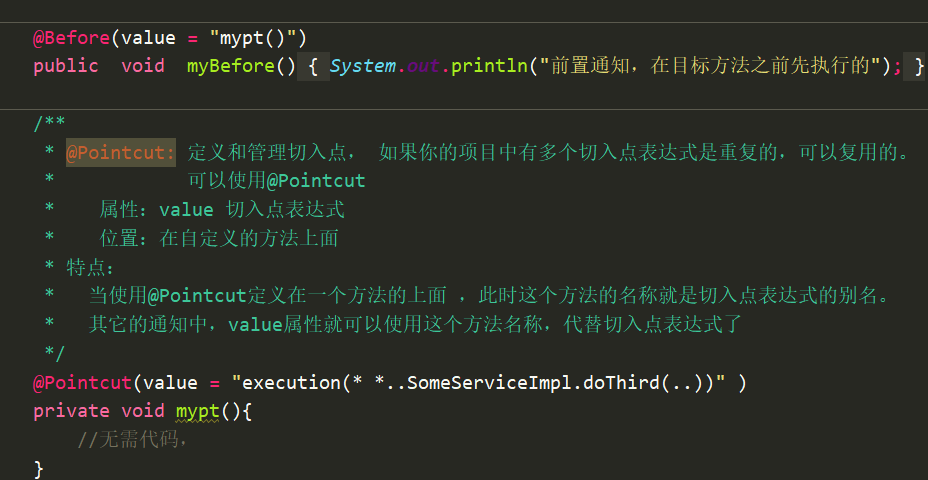 @Before(value = "mypt()")
public void myBefore() { System.out.println("前置通知，在目标方法之前先执行的"); }
/**
* @Pointcut: 定义和管理切入点， 如果你的项目中有多个切入点表达式是重复的，可以复用的。
* 可以使用@Pointcut
* 属性：value 切入点表达式
* 位置：在自定义的方法上面
* 特点：
* 当使用@Pointcut定义在一个方法的上面 ，此时这个方法的名称就是切入点表达式的别名。
* 其它的通知中，value属性就可以使用这个方法名称，代替切入点表达式了
*/
@Pointcut(value = "execution(* *..SomeServiceImpl.doThird(..))" )
private void mypt(){
//无需代码，
}